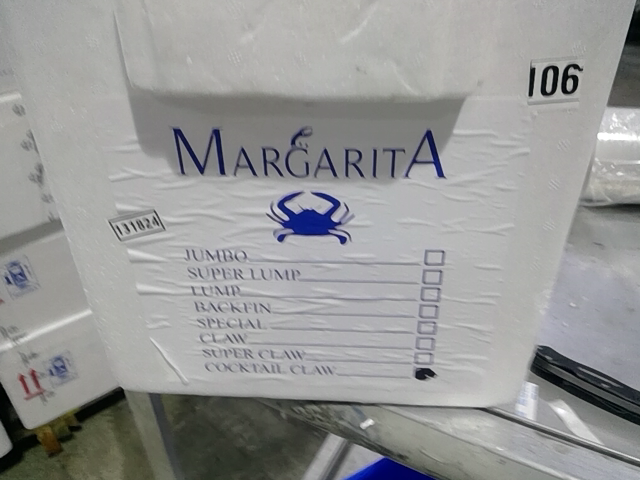 106
MARGARITA
131824
JUMBO
SUPER LUMP
LUMP
BACKFIN
SPECIAL
CLAW
SUPER CLAW
COCKTAIL CLAW